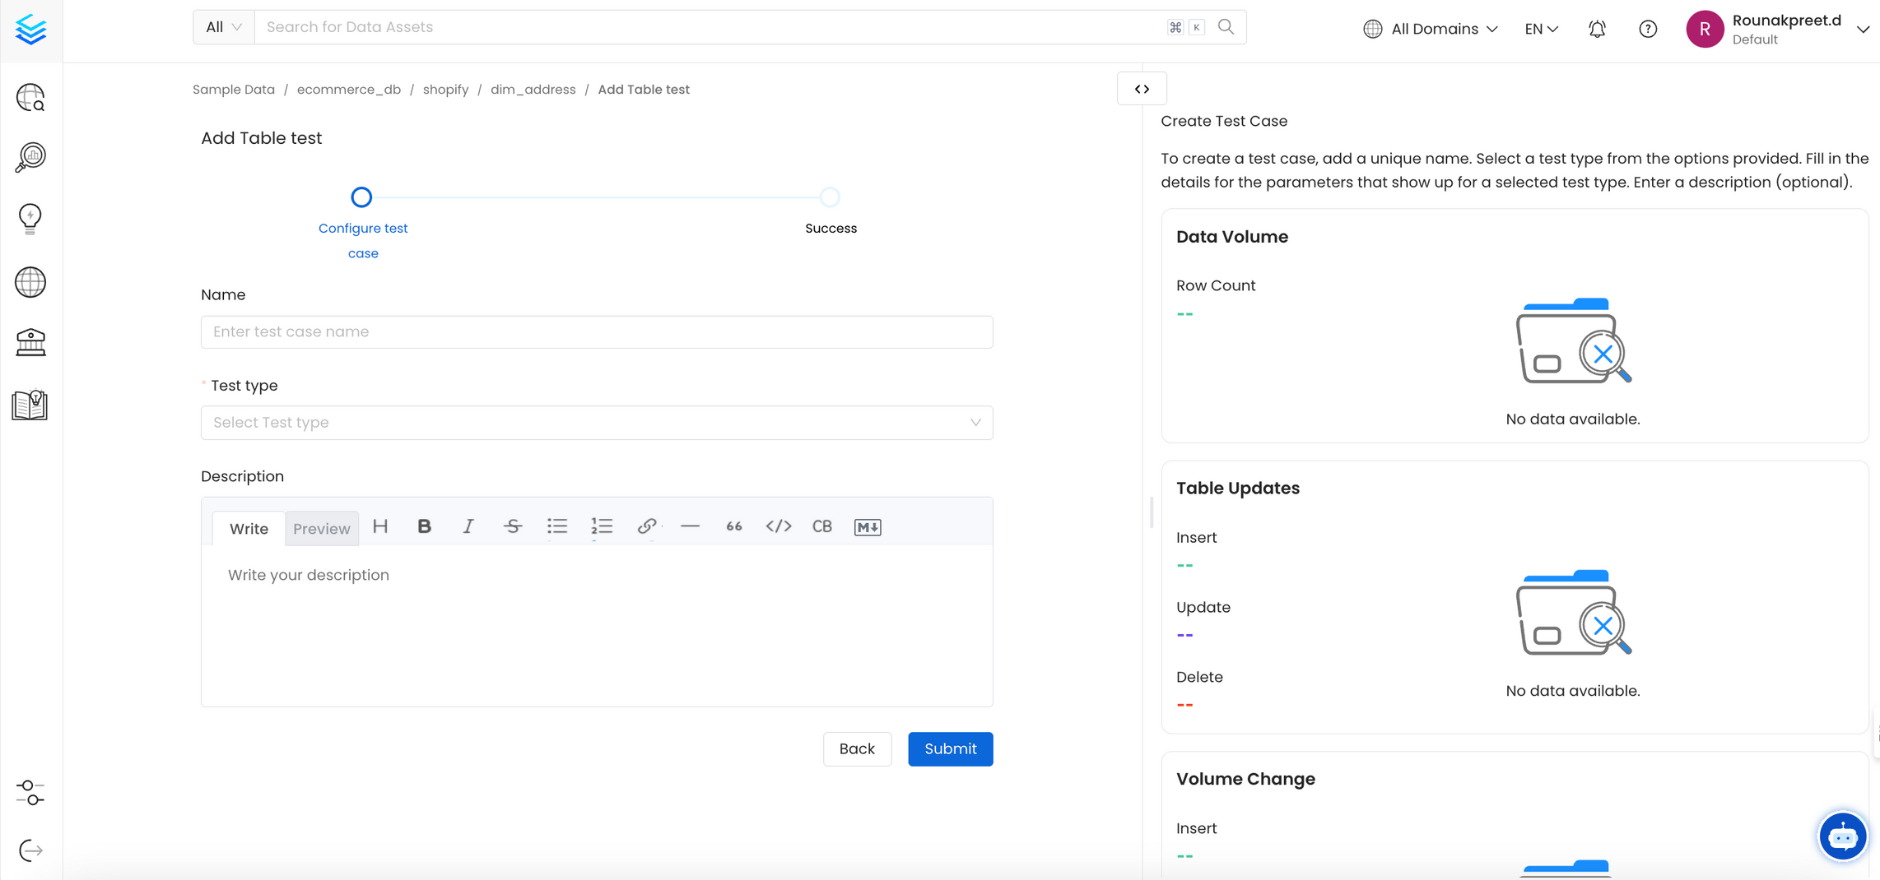 All
Search for Data Assets
⌘ K
All Domains
EN
R
Rounakpreet.d
Default
Sample Data / ecommerce_db / shopify / dim_address / Add Table test
Add Table test
Configure test
case
Success
Name
Enter test case name
* Test type
Select Test type
Description
Write
Preview
H B I S 66 </> CB M↓
Write your description
Back
Submit
<>
Create Test Case
To create a test case, add a unique name. Select a test type from the options provided. Fill in the
details for the parameters that show up for a selected test type. Enter a description (optional).
Data Volume
Row Count
--
No data available.
Table Updates
Insert
--
Update
--
Delete
--
No data available.
Volume Change
Insert
--